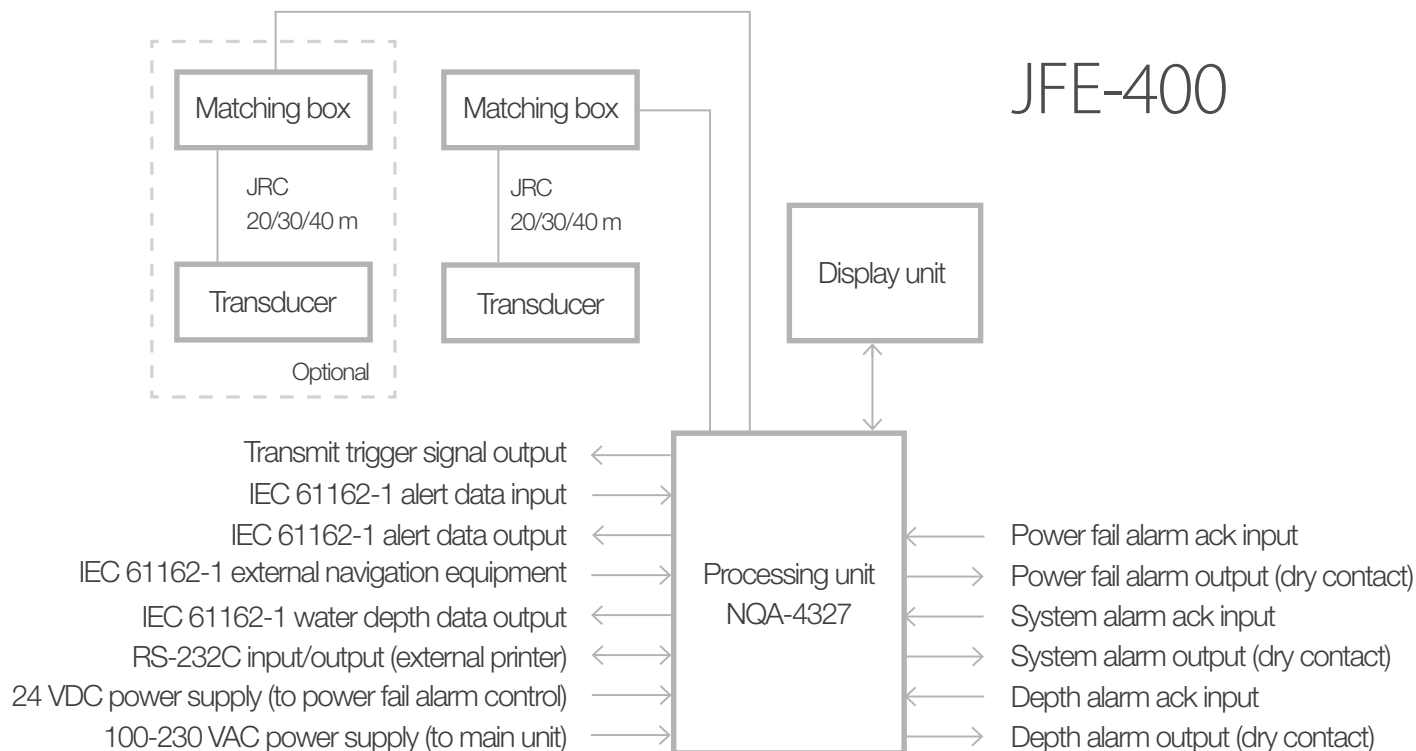 JFE-400
Matching box
Matching box
JRC
20/30/40 m
JRC
20/30/40 m
Transducer
Transducer
Optional
Display unit
Transmit trigger signal output
IEC 61162-1 alert data input
IEC 61162-1 alert data output
IEC 61162-1 external navigation equipment
IEC 61162-1 water depth data output
RS-232C input/output (external printer)
24 VDC power supply (to power fail alarm control)
100-230 VAC power supply (to main unit)
Processing unit
NQA-4327
Power fail alarm ack input
Power fail alarm output (dry contact)
System alarm ack input
System alarm output (dry contact)
Depth alarm ack input
Depth alarm output (dry contact)